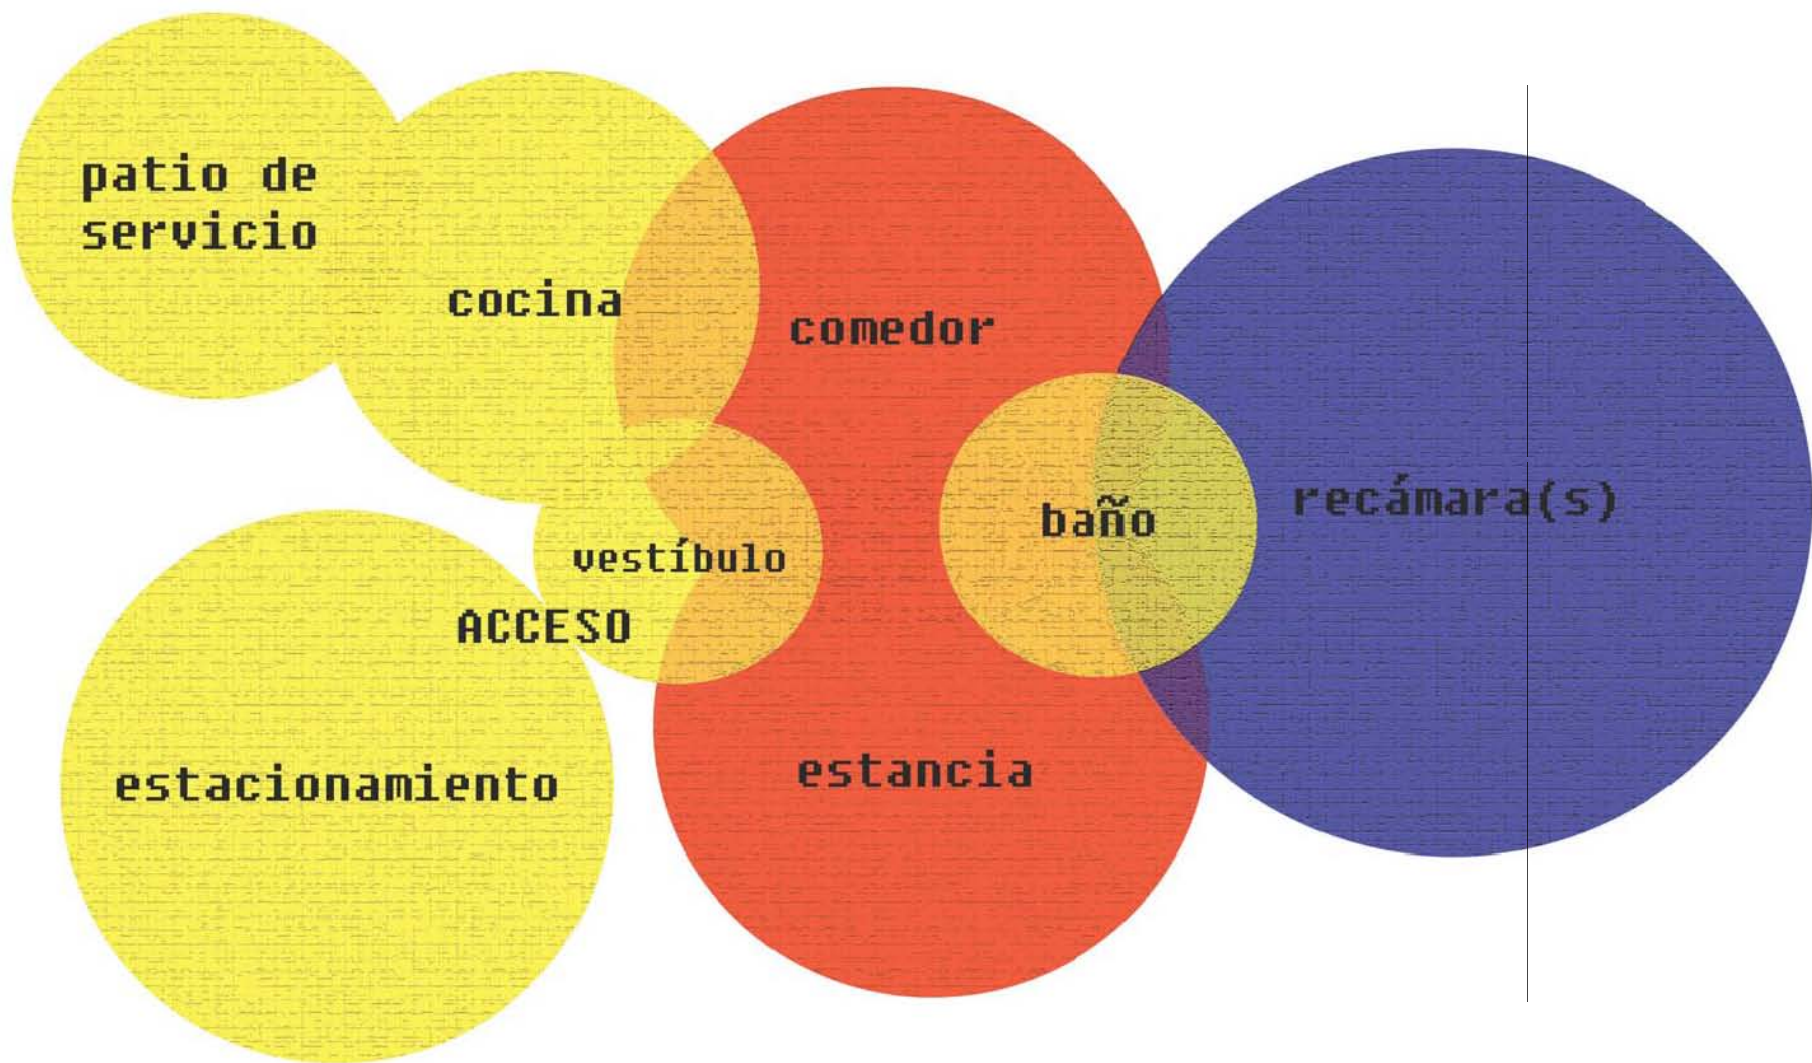 patio de
servicio
cocina
comedor
baño
recámara(s)
vestíbulo
ACCESO
estancia
estacionamiento